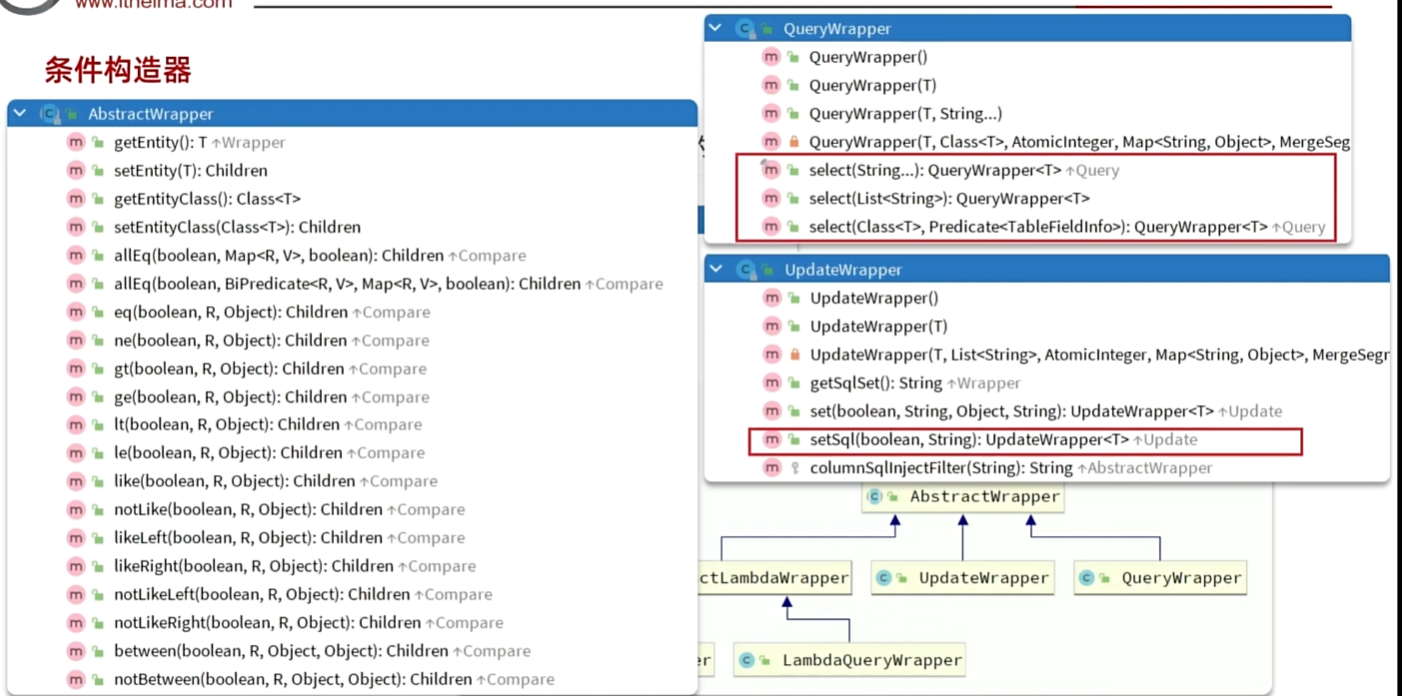 www.itheima.com
条件构造器
AbstractWrapper
getEntity(): T ↑Wrapper
setEntity(T): Children
getEntityClass(): Class<T>
setEntityClass(Class<T>): Children
allEq(boolean, Map<R, V>, boolean): Children ↑Compare
allEq(boolean, BiPredicate<R, V>, Map<R, V>, boolean): Children ↑Compare
eq(boolean, R, Object): Children ↑Compare
ne(boolean, R, Object): Children ↑Compare
gt(boolean, R, Object): Children ↑Compare
ge(boolean, R, Object): Children ↑Compare
lt(boolean, R, Object): Children ↑Compare
le(boolean, R, Object): Children ↑Compare
like(boolean, R, Object): Children ↑Compare
notLike(boolean, R, Object): Children ↑Compare
likeLeft(boolean, R, Object): Children ↑Compare
likeRight(boolean, R, Object): Children ↑Compare
notLikeLeft(boolean, R, Object): Children ↑Compare
notLikeRight(boolean, R, Object): Children ↑Compare
between(boolean, R, Object, Object): Children ↑Compare
notBetween(boolean, R, Object, Object): Children ↑Compare
QueryWrapper
QueryWrapper()
QueryWrapper(T)
QueryWrapper(T, String...)
QueryWrapper(T, Class<T>, AtomicInteger, Map<String, Object>, MergeSeg
select(String...): QueryWrapper<T> ↑Query
select(List<String>): QueryWrapper<T>
select(Class<T>, Predicate<TableFieldInfo>): QueryWrapper<T> ↑Query
UpdateWrapper
UpdateWrapper()
UpdateWrapper(T)
UpdateWrapper(T, List<String>, AtomicInteger, Map<String, Object>, MergeSegr
getSqlSet(): String ↑Wrapper
set(boolean, String, Object, String): UpdateWrapper<T> ↑Update
setSql(boolean, String): UpdateWrapper<T> ↑Update
columnSqlInjectFilter(String): String ↑AbstractWrapper
AbstractWrapper
ctLambdaWrapper
UpdateWrapper
QueryWrapper
er
LambdaQueryWrapper